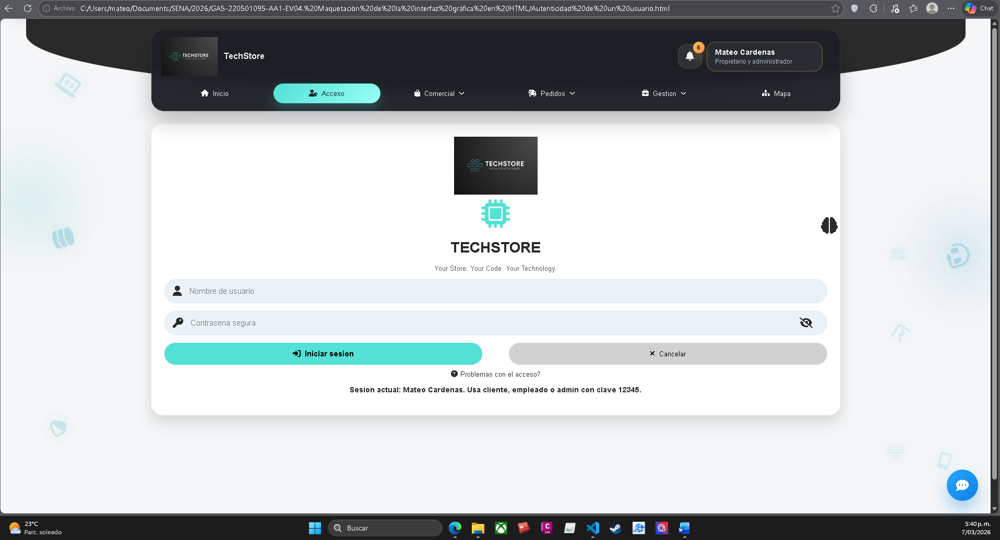 Archivo
C:/Users/mateo/Documents/SENA/2026/GA5-220501095-AA1-EV04.%20Maquetación%20de%20la%20interfaz%20gráfica%20en%20HTML/Autenticidad%20de%20un%20usuario.html
Chat
TECHSTORE
TechStore
6
Mateo Cardenas
Propietario y administrador
Inicio
Acceso
Comercial
Pedidos
Gestion
Mapa
TECHSTORE
TECHSTORE
Your Store. Your Code. Your Technology.
Nombre de usuario
Contrasena segura
Iniciar sesion
Cancelar
Problemas con el acceso?
Sesion actual: Mateo Cardenas. Usa cliente, empleado o admin con clave 12345.
23°C
Parc. soleado
Buscar
5:40 p. m.
7/03/2026